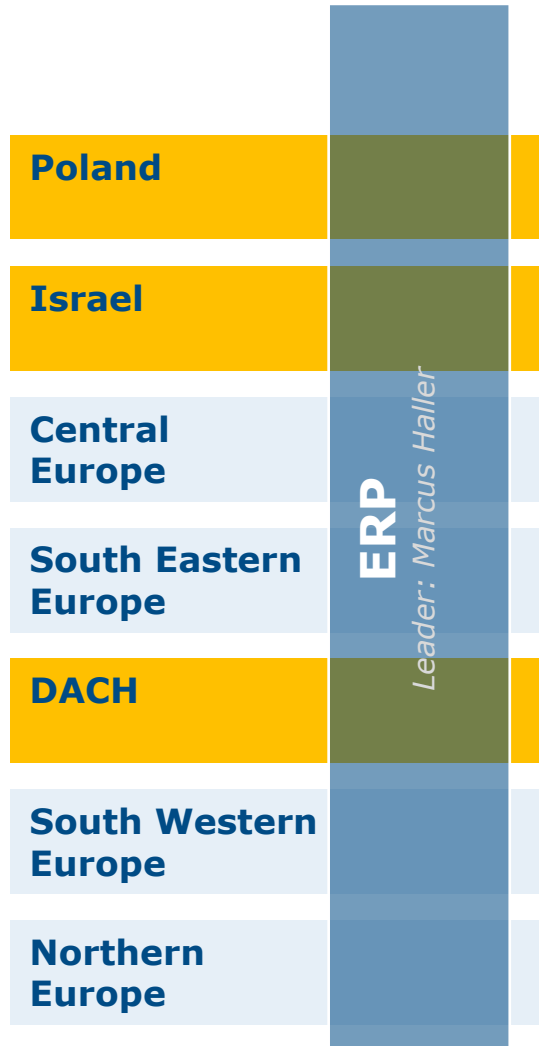 Poland
Israel
Central
Europe
South Eastern
Europe
DACH
South Western
Europe
Northern
Europe
ERP
Leader: Marcus Haller